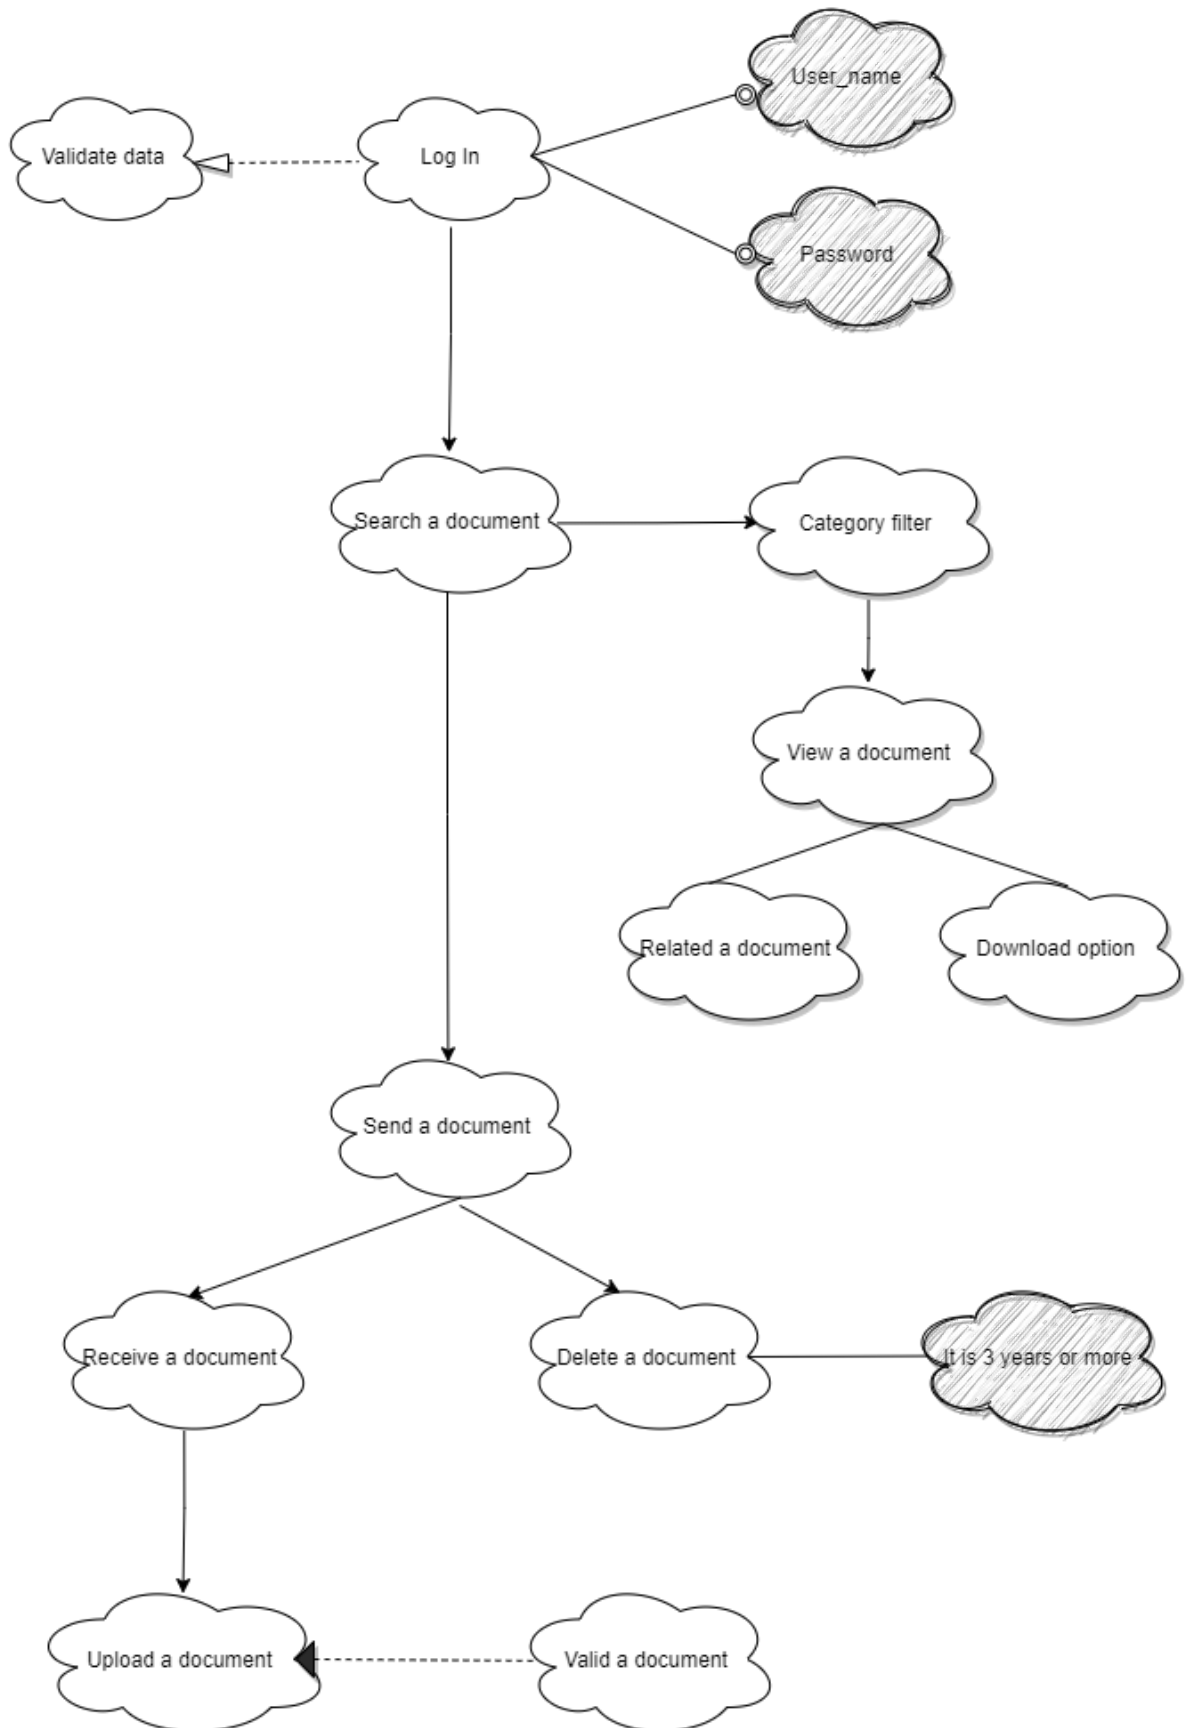 User_name
Validate data
Log In
Password
Search a document
Category filter
View a document
Related a document
Download option
Send a document
Receive a document
Delete a document
It is 3 years or more
Upload a document
Valid a document